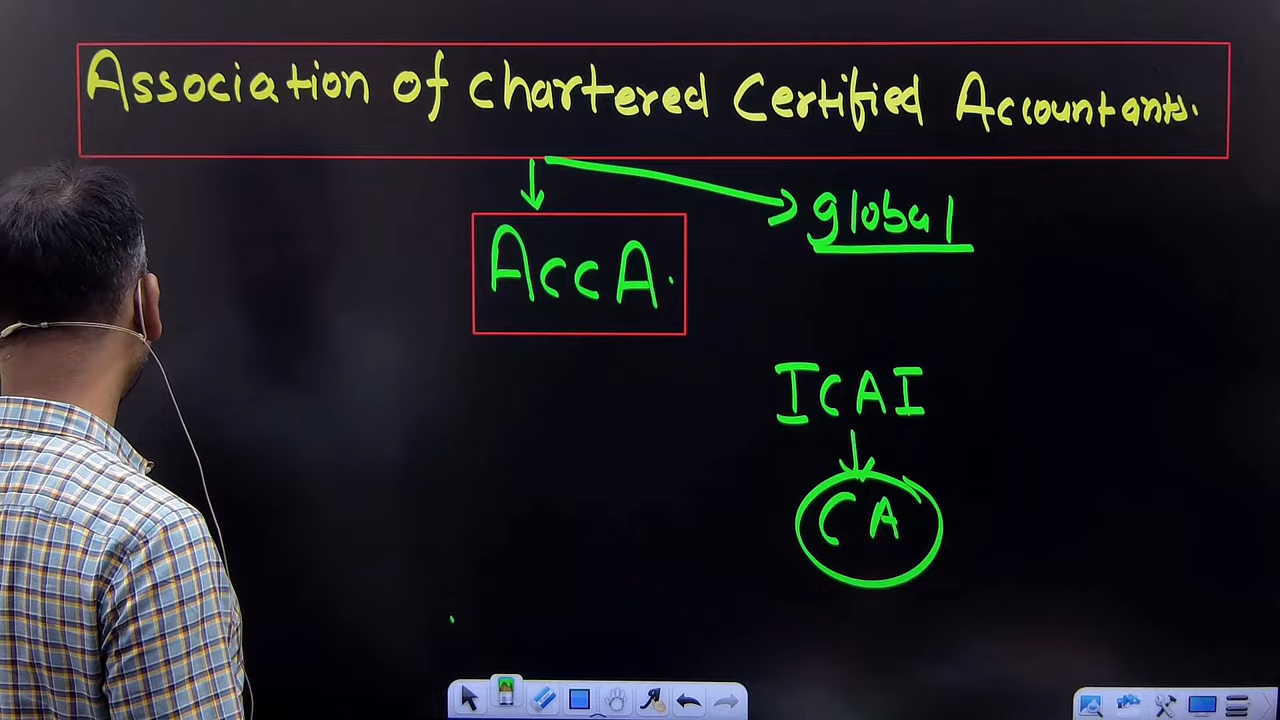 Association of chartered Certified Accountants.
global
AccA.
ICAI
CA